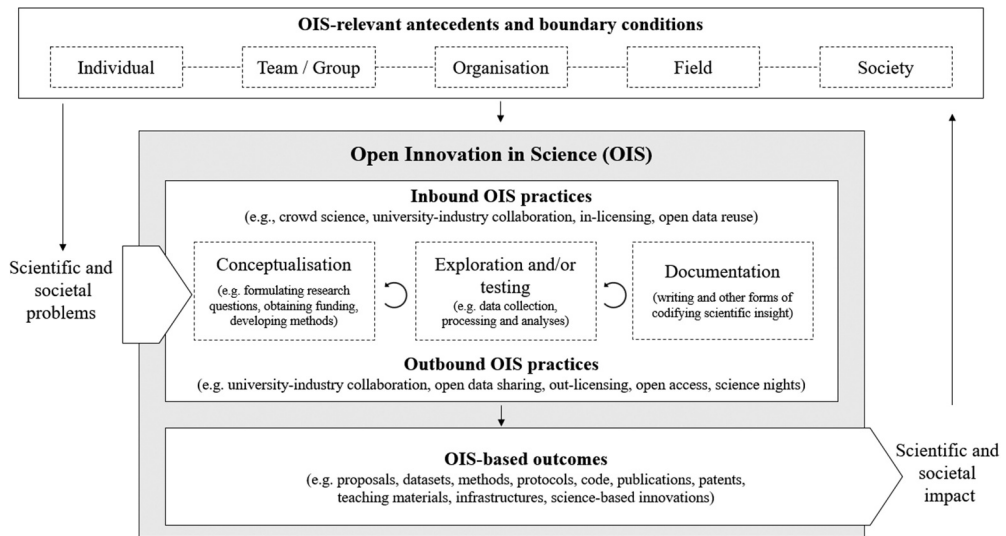 OIS-relevant antecedents and boundary conditions
Individual
Team / Group
Organisation
Field
Society
Open Innovation in Science (OIS)
Inbound OIS practices
(e.g., crowd science, university-industry collaboration, in-licensing, open data reuse)
Scientific and
societal
problems
Conceptualisation
(e.g. formulating research
questions, obtaining funding,
developing methods)
Exploration and/or
testing
(e.g. data collection,
processing and analyses)
Documentation
(writing and other forms of
codifying scientific insight)
Outbound OIS practices
(e.g. university-industry collaboration, open data sharing, out-licensing, open access, science nights)
OIS-based outcomes
(e.g. proposals, datasets, methods, protocols, code, publications, patents,
teaching materials, infrastructures, science-based innovations)
Scientific and
societal
impact